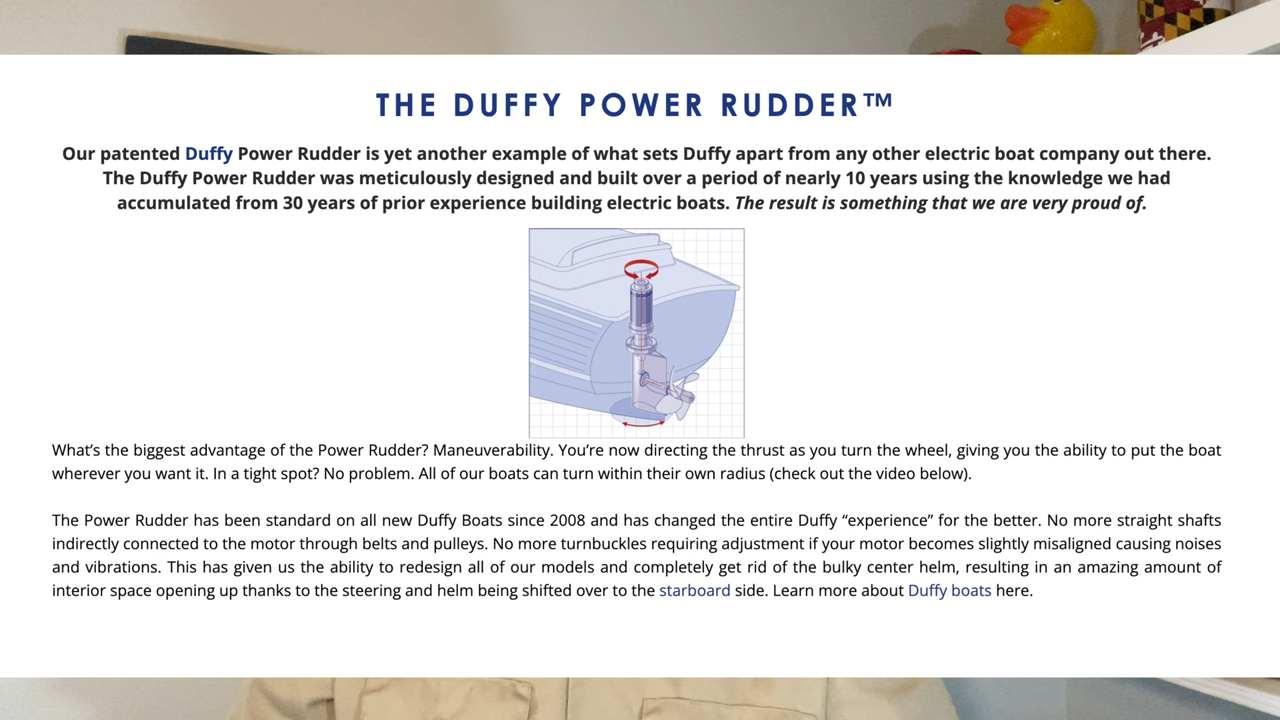 THE DUFFY POWER RUDDER™
Our patented Duffy Power Rudder is yet another example of what sets Duffy apart from any other electric boat company out there.
The Duffy Power Rudder was meticulously designed and built over a period of nearly 10 years using the knowledge we had
accumulated from 30 years of prior experience building electric boats. The result is something that we are very proud of.
What’s the biggest advantage of the Power Rudder? Maneuverability. You’re now directing the thrust as you turn the wheel, giving you the ability to put the boat
wherever you want it. In a tight spot? No problem. All of our boats can turn within their own radius (check out the video below).
The Power Rudder has been standard on all new Duffy Boats since 2008 and has changed the entire Duffy “experience” for the better. No more straight shafts
indirectly connected to the motor through belts and pulleys. No more turnbuckles requiring adjustment if your motor becomes slightly misaligned causing noises
and vibrations. This has given us the ability to redesign all of our models and completely get rid of the bulky center helm, resulting in an amazing amount of
interior space opening up thanks to the steering and helm being shifted over to the starboard side. Learn more about Duffy boats here.